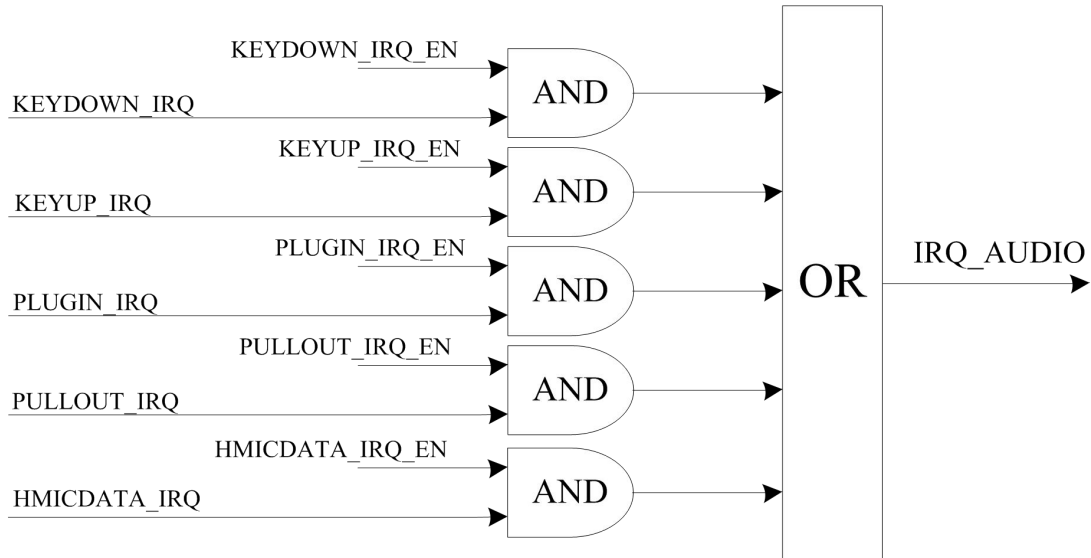 KEYDOWN_IRQ_EN
KEYDOWN_IRQ
AND
KEYUP_IRQ_EN
KEYUP_IRQ
AND
PLUGIN_IRQ_EN
PLUGIN_IRQ
AND
PULLOUT_IRQ_EN
PULLOUT_IRQ
AND
HMICDATA_IRQ_EN
HMICDATA_IRQ
AND
OR
IRQ_AUDIO